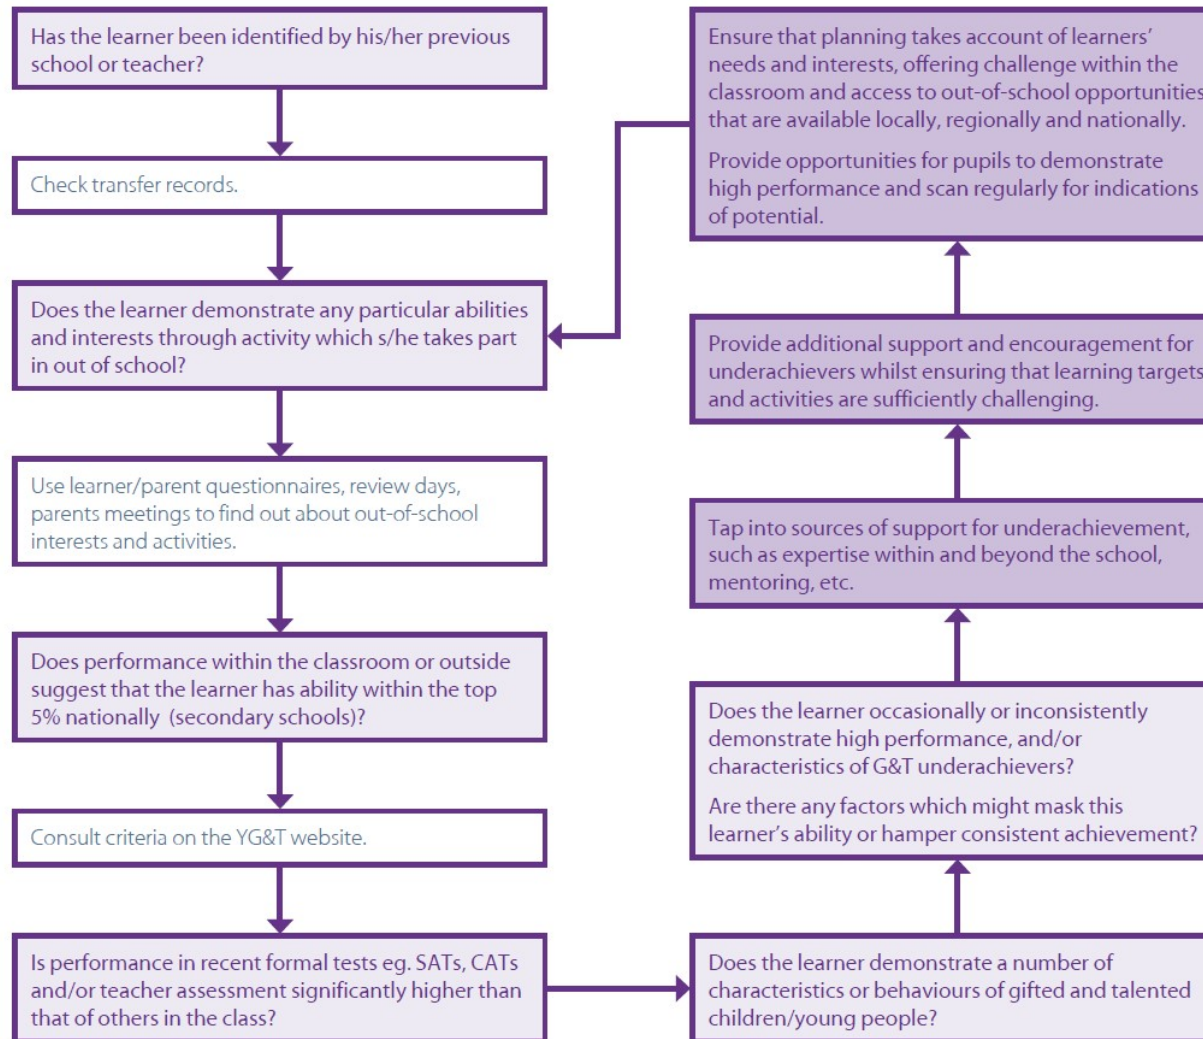 Has the learner been identified by his/her previous
school or teacher?
Check transfer records.
Does the learner demonstrate any particular abilities
and interests through activity which s/he takes part
in out of school?
Use learner/parent questionnaires, review days,
parents meetings to find out about out-of-school
interests and activities.
Does performance within the classroom or outside
suggest that the learner has ability within the top
5% nationally (secondary schools)?
Consult criteria on the YG&T website.
Is performance in recent formal tests eg. SATs, CATs
and/or teacher assessment significantly higher than
that of others in the class?
Does the learner demonstrate a number of
characteristics or behaviours of gifted and talented
children/young people?
Does the learner occasionally or inconsistently
demonstrate high performance, and/or
characteristics of G&T underachievers?
Are there any factors which might mask this
learner's ability or hamper consistent achievement?
Tap into sources of support for underachievement,
such as expertise within and beyond the school,
mentoring, etc.
Provide additional support and encouragement for
underachievers whilst ensuring that learning targets
and activities are sufficiently challenging.
Ensure that planning takes account of learners'
needs and interests, offering challenge within the
classroom and access to out-of-school opportunities
that are available locally, regionally and nationally.
Provide opportunities for pupils to demonstrate
high performance and scan regularly for indications
of potential.